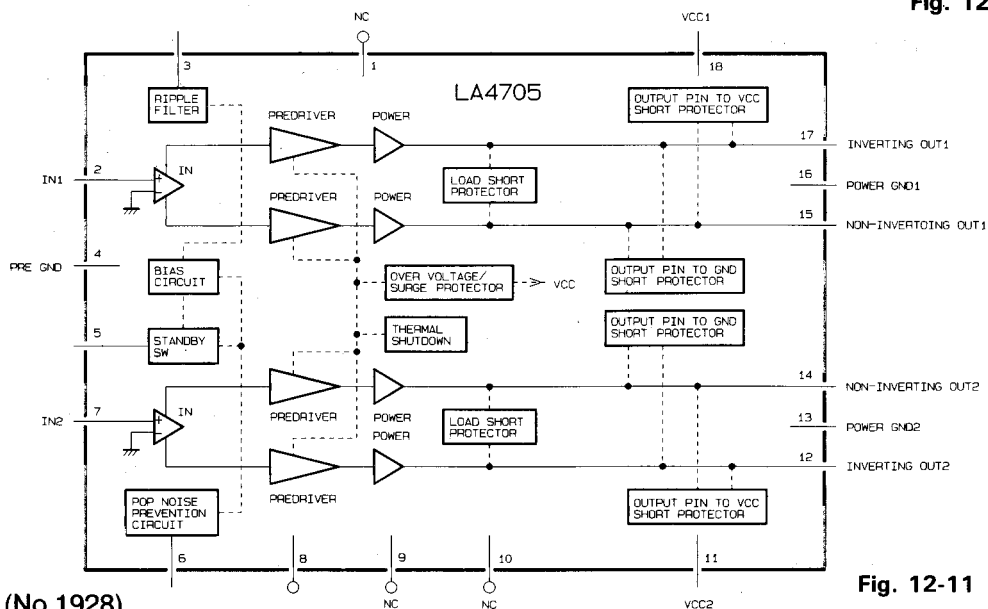 Fig. 12
NC
VCC1
3
1
18
LA4705
RIPPLE
FILTER
OUTPUT PIN TO VCC
SHORT PROTECTOR
PREDRIVER
POWER
17
INVERTING OUT1
IN1
2
+
-
IN
LOAD SHORT
PROTECTOR
16
POWER GND1
PREDRIVER
POWER
15
NON-INVERTOING OUT1
PRE GND
4
BIAS
CIRCUIT
OVER VOLTAGE/
SURGE PROTECTOR
VCC
OUTPUT PIN TO GND
SHORT PROTECTOR
5
STANDBY
SW
THERMAL
SHUTDOWN
OUTPUT PIN TO GND
SHORT PROTECTOR
14
NON-INVERTING OUT2
IN2
7
+
-
IN
PREDRIVER
POWER
LOAD SHORT
PROTECTOR
13
POWER GND2
POWER
12
INVERTING OUT2
PREDRIVER
POP NOISE
PREVENTION
CIRCUIT
OUTPUT PIN TO VCC
SHORT PROTECTOR
6
8
9
10
11
NC
NC
VCC2
Fig. 12-11
(No.1928)